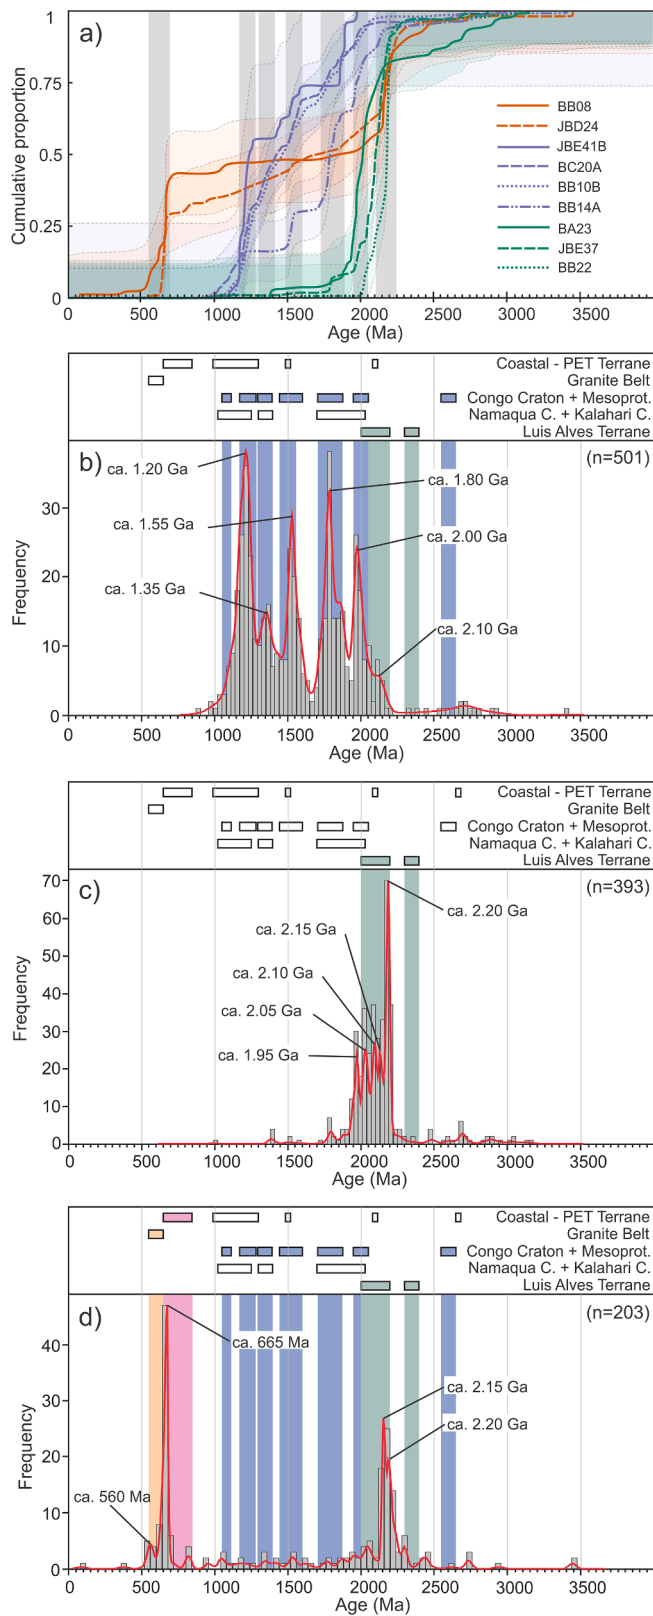 a)
Cumulative proportion
1
0.75
0.5
0.25
0
BB08
JBD24
JBE41B
BC20A
BB10B
BB14A
BA23
JBE37
BB22
0 500 1000 1500 2000 2500 3000 3500 4000
Age (Ma)
Coastal - PET Terrane
Granite Belt
Congo Craton + Mesoprot.
Namaqua C. + Kalahari C.
Luis Alves Terrane
b)
(n=501)
ca. 1.20 Ga
ca. 1.80 Ga
ca. 1.55 Ga
ca. 2.00 Ga
ca. 1.35 Ga
ca. 2.10 Ga
Frequency
30
20
10
0
0 500 1000 1500 2000 2500 3000 3500
Age (Ma)
Coastal - PET Terrane
Granite Belt
Congo Craton + Mesoprot.
Namaqua C. + Kalahari C.
Luis Alves Terrane
c)
(n=393)
ca. 2.20 Ga
ca. 2.15 Ga
ca. 2.10 Ga
ca. 2.05 Ga
ca. 1.95 Ga
Frequency
70
60
50
40
30
20
10
0
0 500 1000 1500 2000 2500 3000 3500
Age (Ma)
Coastal - PET Terrane
Granite Belt
Congo Craton + Mesoprot.
Namaqua C. + Kalahari C.
Luis Alves Terrane
d)
(n=203)
ca. 665 Ma
ca. 2.15 Ga
ca. 2.20 Ga
ca. 560 Ma
Frequency
40
30
20
10
0
0 500 1000 1500 2000 2500 3000 3500 4000
Age (Ma)